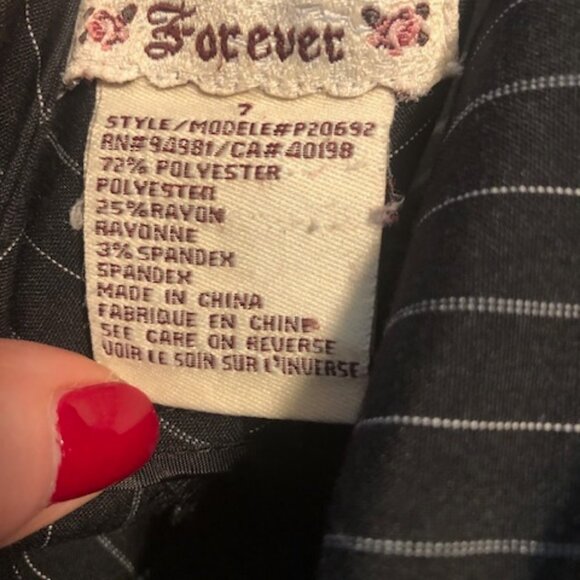 Forever
7
STYLE/MODELE#P20692
RN#94981/CA#40198
72% POLYESTER
POLYESTER
25%RAYON
RAYONNE
3%SPANDEX
SPANDEX
MADE IN CHINA
FABRIQUE EN CHINE
SEE CARE ON REVERSE
VOIR LE SOIN SUR L'INVERSE